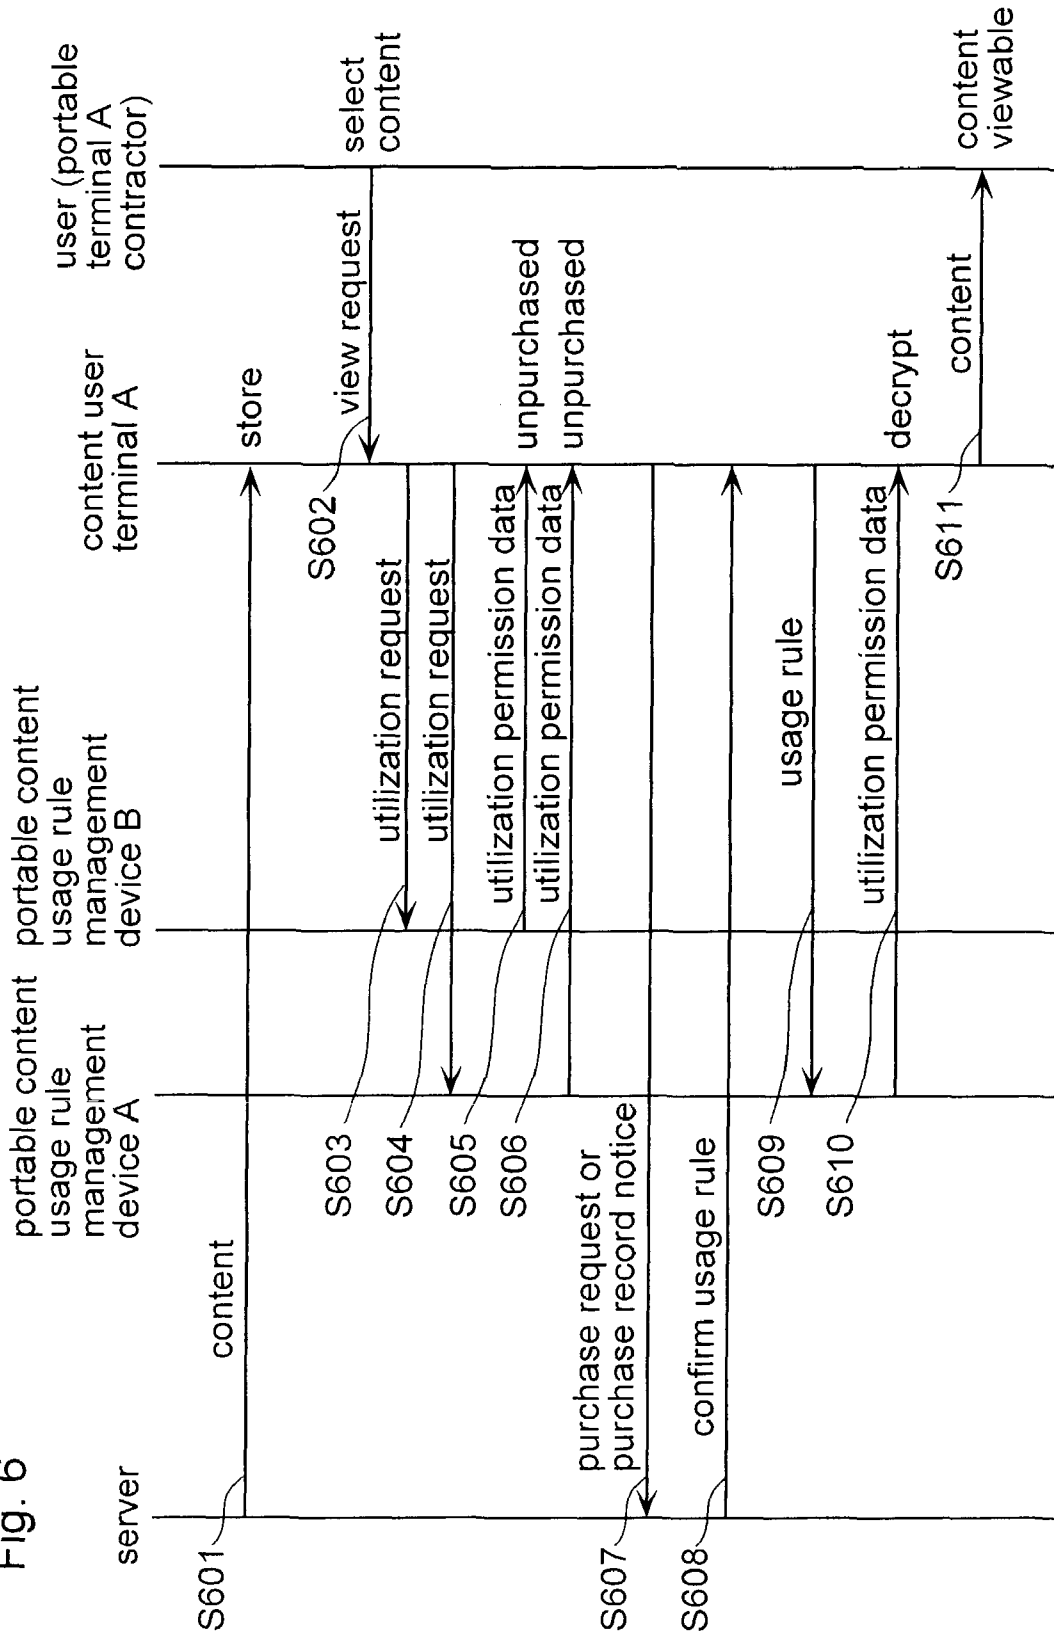 Fig. 6
server
portable content
usage rule
management
device A
portable content
usage rule
management
device B
content user
terminal A
user (portable
terminal A
contractor)
S601
content
store
S602
view request
select
content
S603
utilization request
S604
utilization request
S605
utilization permission data
unpurchased
S606
utilization permission data
unpurchased
S607
purchase request or
purchase record notice
S608
confirm usage rule
S609
usage rule
S610
utilization permission data
decrypt
S611
content
content
viewable